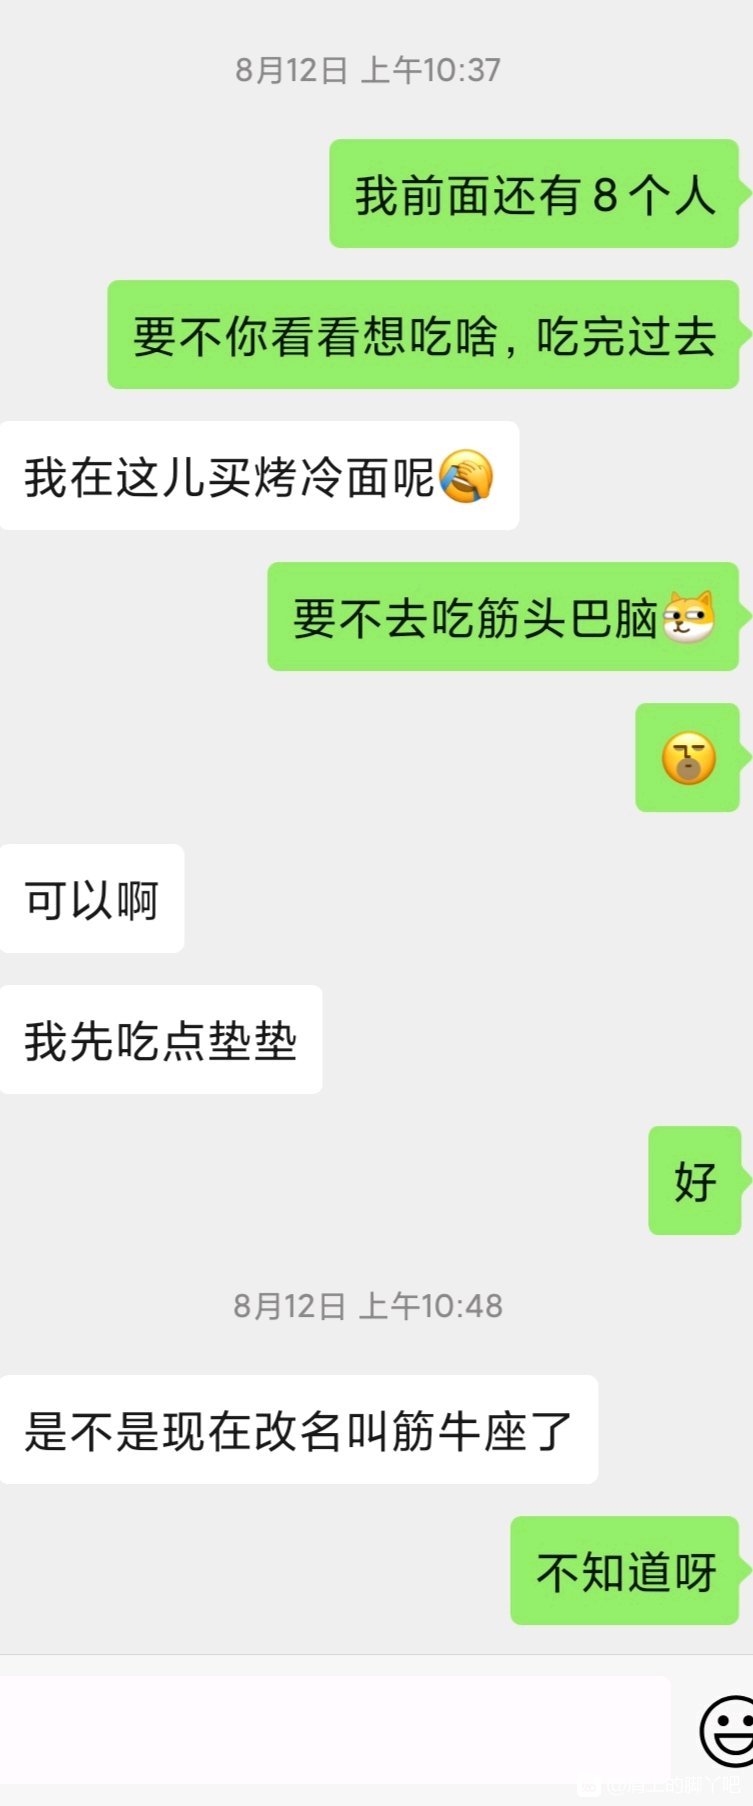 8月12日 上午10:37
我前面还有8个人
要不你看看想吃啥,吃完过去
我在这儿买烤冷面呢
要不去吃筋头巴脑
可以啊
我先吃点垫垫
好
8月12日 上午10:48
是不是现在改名叫筋牛座了
不知道呀